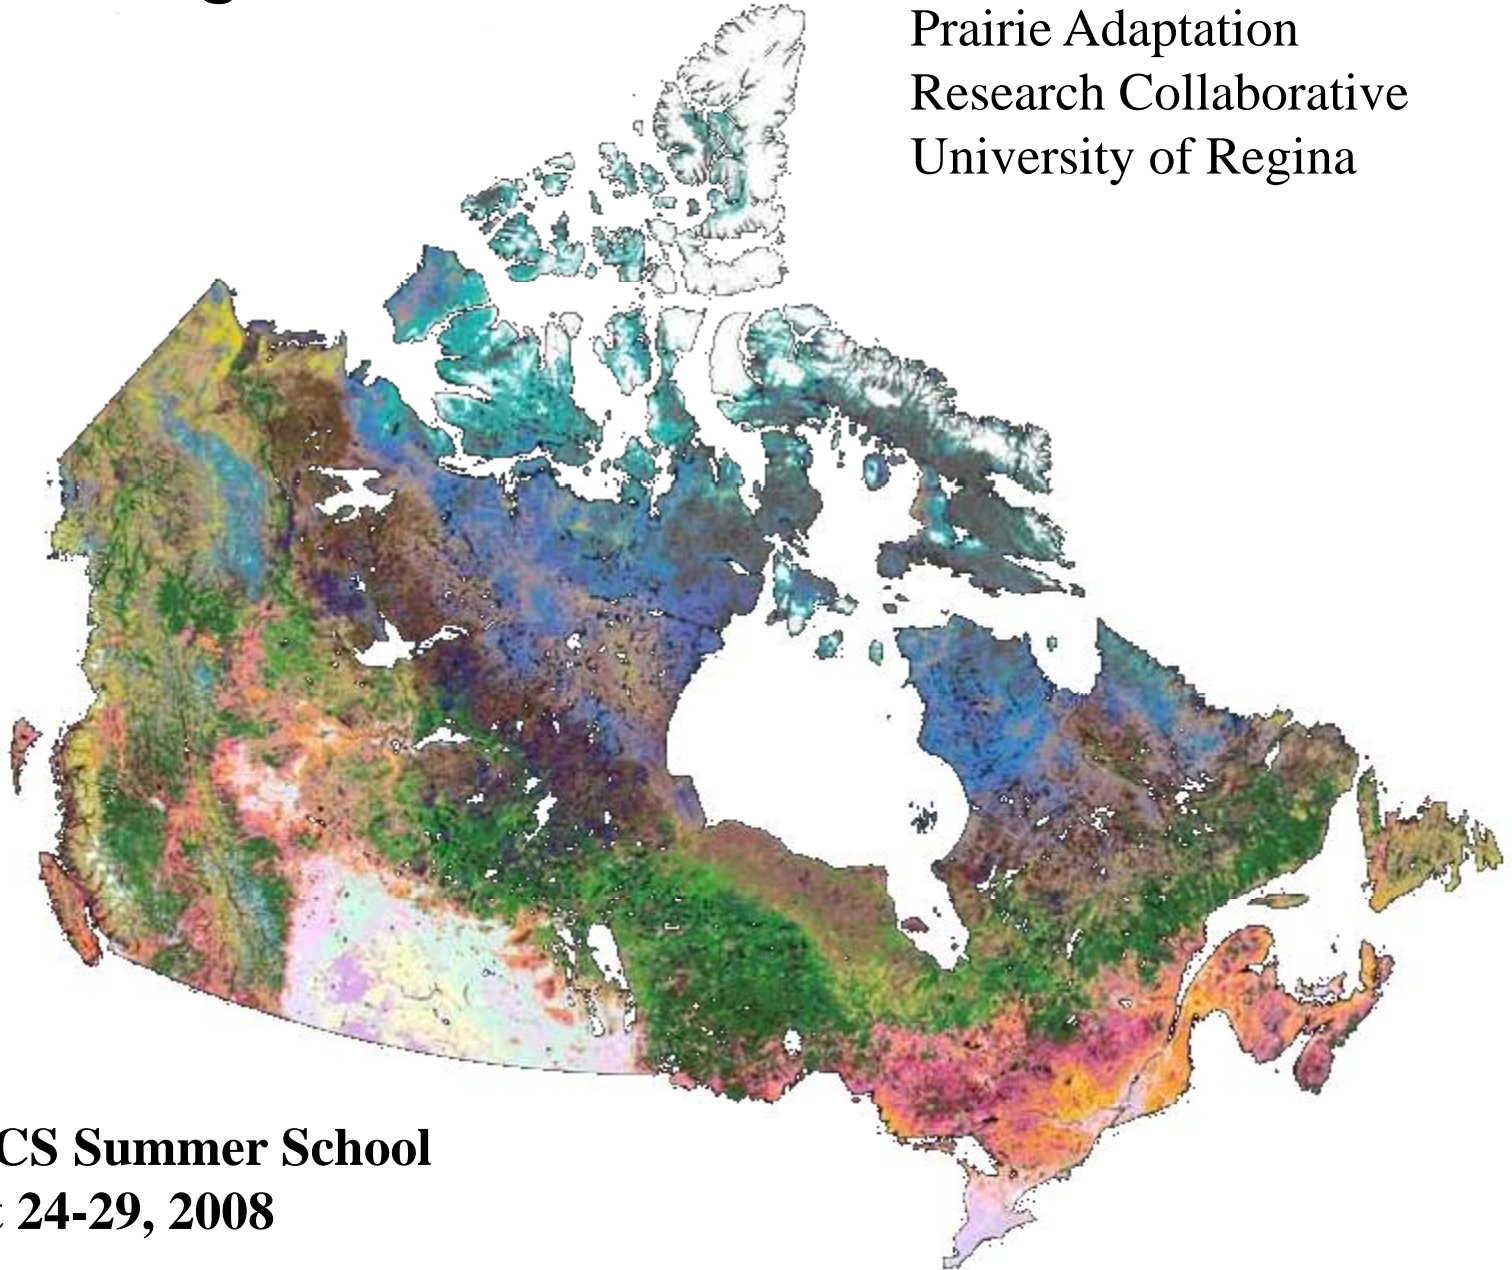 Prairie Adaptation
Research Collaborative
University of Regina
CS Summer School
24-29, 2008